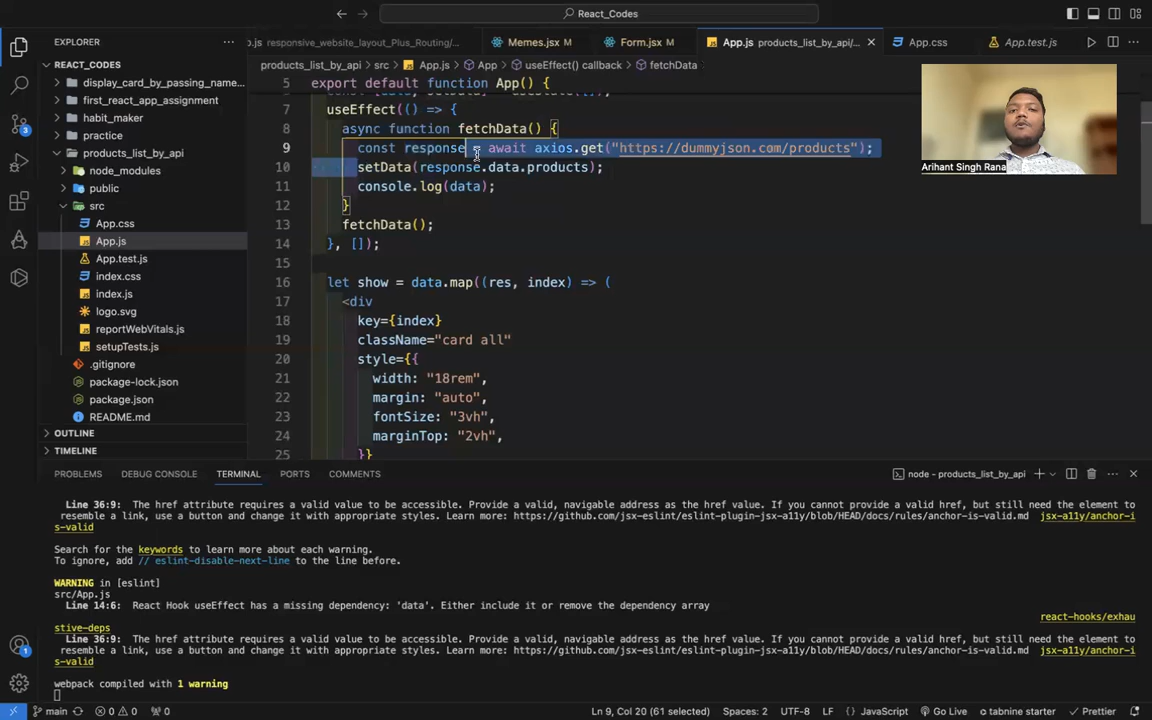 React_Codes
EXPLORER
REACT_CODES
display_card_by_passing_name...
first_react_app_assignment
habit_maker
practice
products_list_by_api
node_modules
public
src
App.css
App.js
App.test.js
index.css
index.js
logo.svg
reportWebVitals.js
setupTests.js
.gitignore
package-lock.json
package.json
README.md
OUTLINE
TIMELINE
.js responsive_website_layout_Plus_Routing/... Memes.jsx M Form.jsx M App.js products_list_by_api/... App.css App.test.js
products_list_by_api > src > App.js > App > useEffect() callback > fetchData
5 export default function App() {
7 useEffect(() => {
8 async function fetchData() {
9 const response = await axios.get("https://dummyjson.com/products");
10 setData(response.data.products);
11 console.log(data);
12 }
13 fetchData();
14 }, []);
15
16 let show = data.map((res, index) => (
17 <div
18 key={index}
19 className="card all"
20 style={{
21 width: "18rem",
22 margin: "auto",
23 fontSize: "3vh",
24 marginTop: "2vh",
25 }}
Arihant Singh Rana
PROBLEMS DEBUG CONSOLE TERMINAL PORTS COMMENTS node - products_list_by_api
Line 36:9: The href attribute requires a valid value to be accessible. Provide a valid, navigable address as the href value. If you cannot provide a valid href, but still need the element to
resemble a link, use a button and change it with appropriate styles. Learn more: https://github.com/jsx-eslint/eslint-plugin-jsx-a11y/blob/HEAD/docs/rules/anchor-is-valid.md jsx-a11y/anchor-i
s-valid
Search for the keywords to learn more about each warning.
To ignore, add // eslint-disable-next-line to the line before.
WARNING in [eslint]
src/App.js
Line 14:6: React Hook useEffect has a missing dependency: 'data'. Either include it or remove the dependency array
react-hooks/exhau
stive-deps
Line 36:9: The href attribute requires a valid value to be accessible. Provide a valid, navigable address as the href value. If you cannot provide a valid href, but still need the element to
resemble a link, use a button and change it with appropriate styles. Learn more: https://github.com/jsx-eslint/eslint-plugin-jsx-a11y/blob/HEAD/docs/rules/anchor-is-valid.md jsx-a11y/anchor-i
s-valid
webpack compiled with 1 warning
main 0 0 0 Ln 9, Col 20 (61 selected) Spaces: 2 UTF-8 LF {} JavaScript Go Live tabnine starter Prettier
3
1